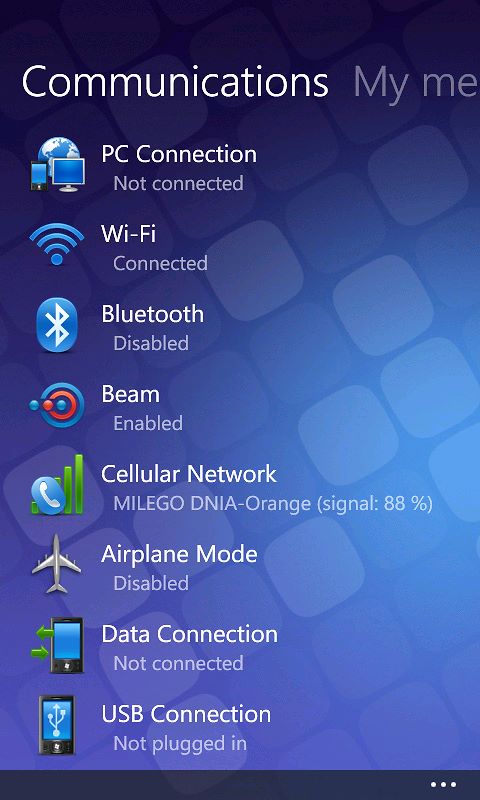 Communications My me
PC Connection
Not connected
Wi-Fi
Connected
Bluetooth
Disabled
Beam
Enabled
Cellular Network
MILEGO DNIA-Orange (signal: 88 %)
Airplane Mode
Disabled
Data Connection
Not connected
USB Connection
Not plugged in